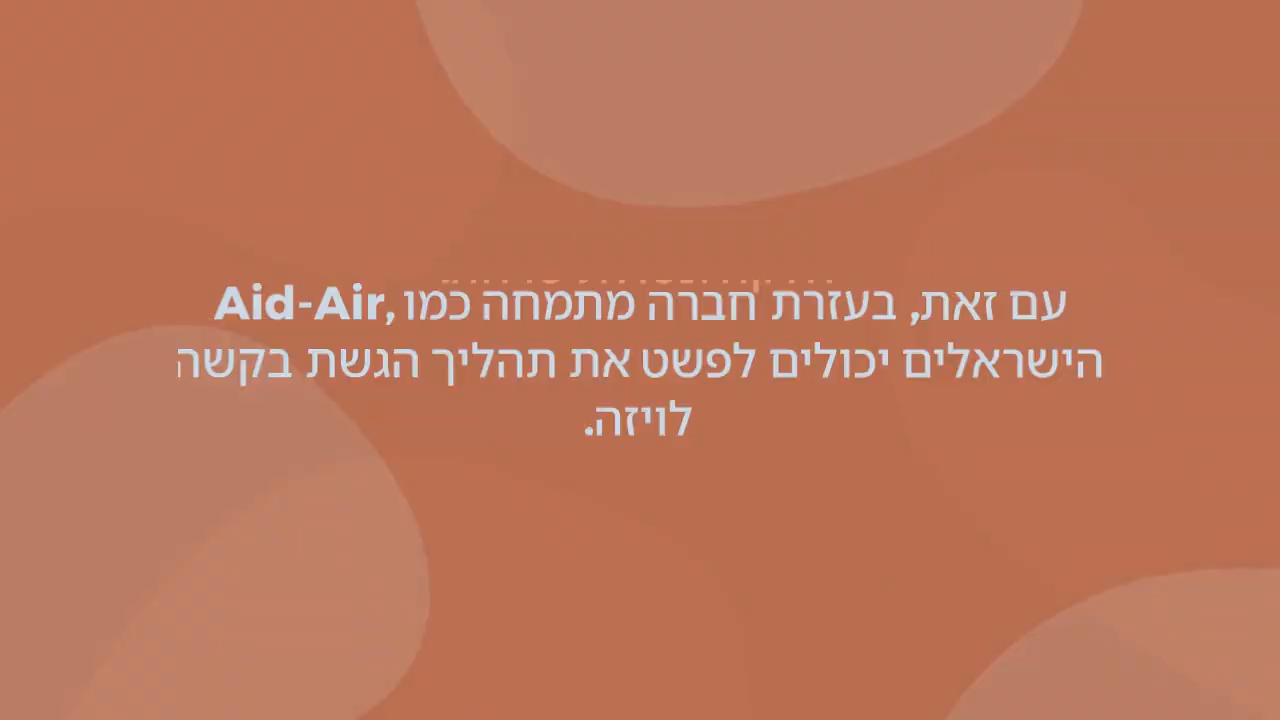 עם זאת, בעזרת חברה מתמחה כמו Aid-Air,
הישראלים יכולים לפשט את תהליך הגשת בקשה
לויזה.